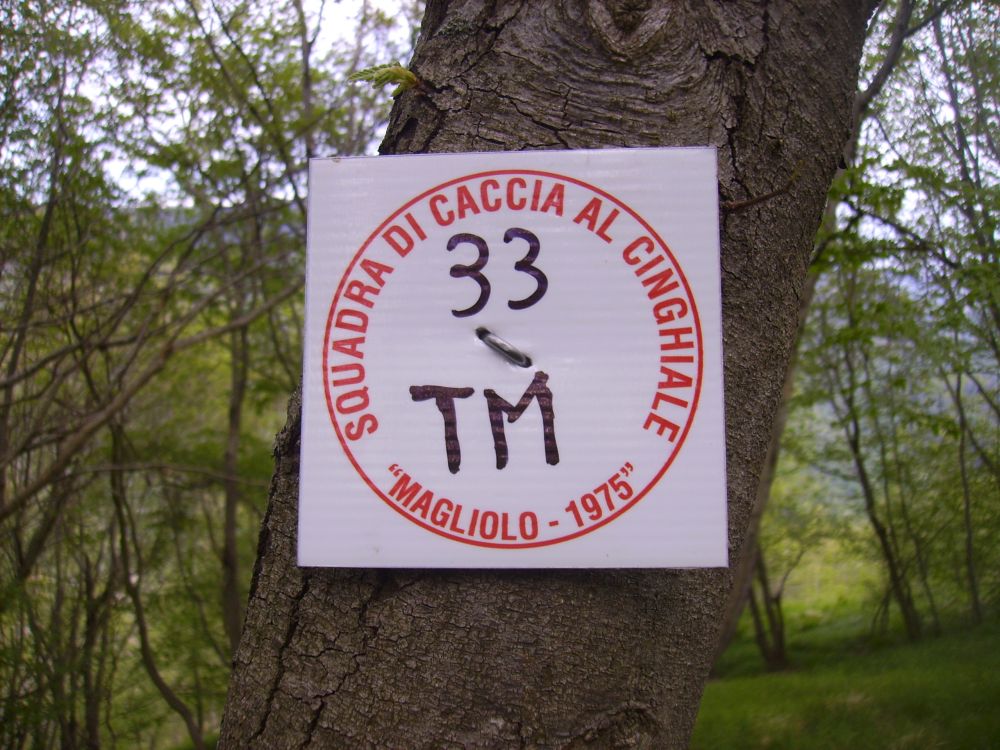 SQUADRA DI CACCIA AL CINGHIALE
33
TM
“MAGLIOLO - 1975”